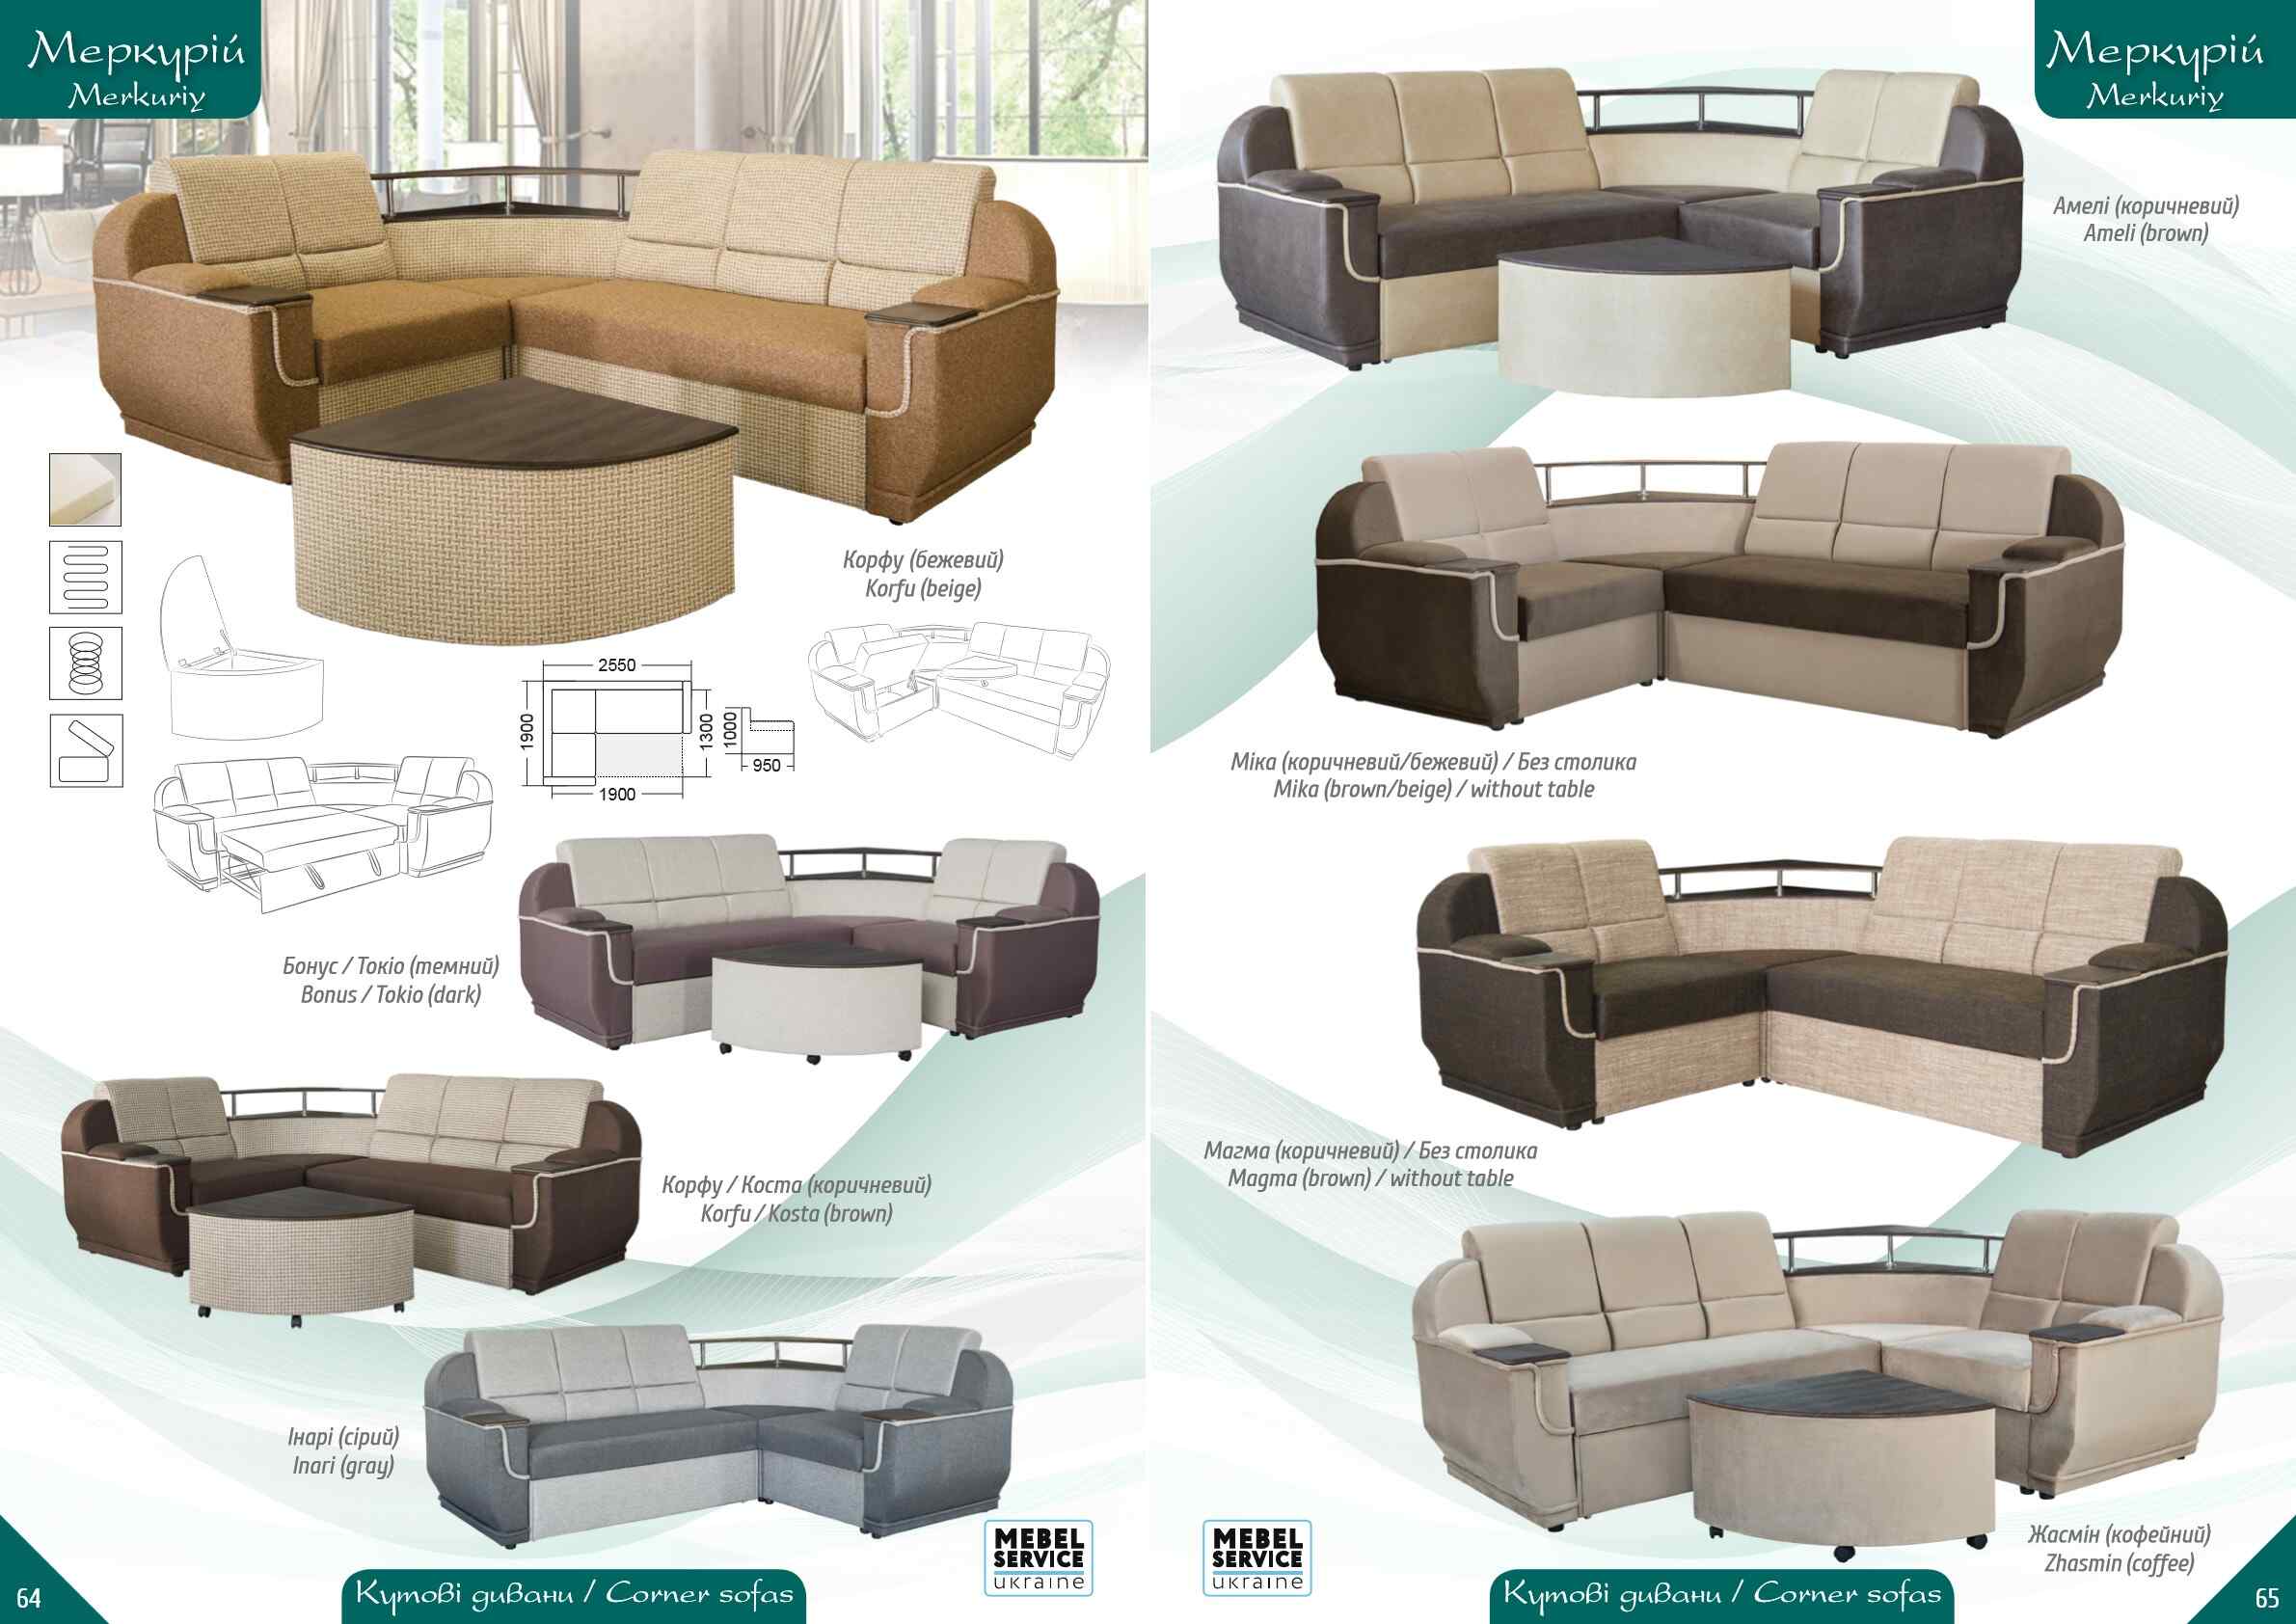 Меркурій
Merkuriy
Корфу (бежевий)
Korfu (beige)
2550
1900
1300
1000
950
1900
Бонус / Токіо (темний)
Bonus / Tokio (dark)
Корфу / Коста (коричневий)
Korfu / Kosta (brown)
Інарі (сірий)
Inari (gray)
MEBEL
SERVICE
ukraine
64
Кутові дивани / Corner sofas
Меркурій
Merkuriy
Амелі (коричневий)
Ameli (brown)
Міка (коричневий/бежевий) / Без столика
Mika (brown/beige) / without table
Магма (коричневий) / Без столика
Magma (brown) / without table
Жасмін (кофейний)
Zhasmin (coffee)
MEBEL
SERVICE
ukraine
Кутові дивани / Corner sofas
65